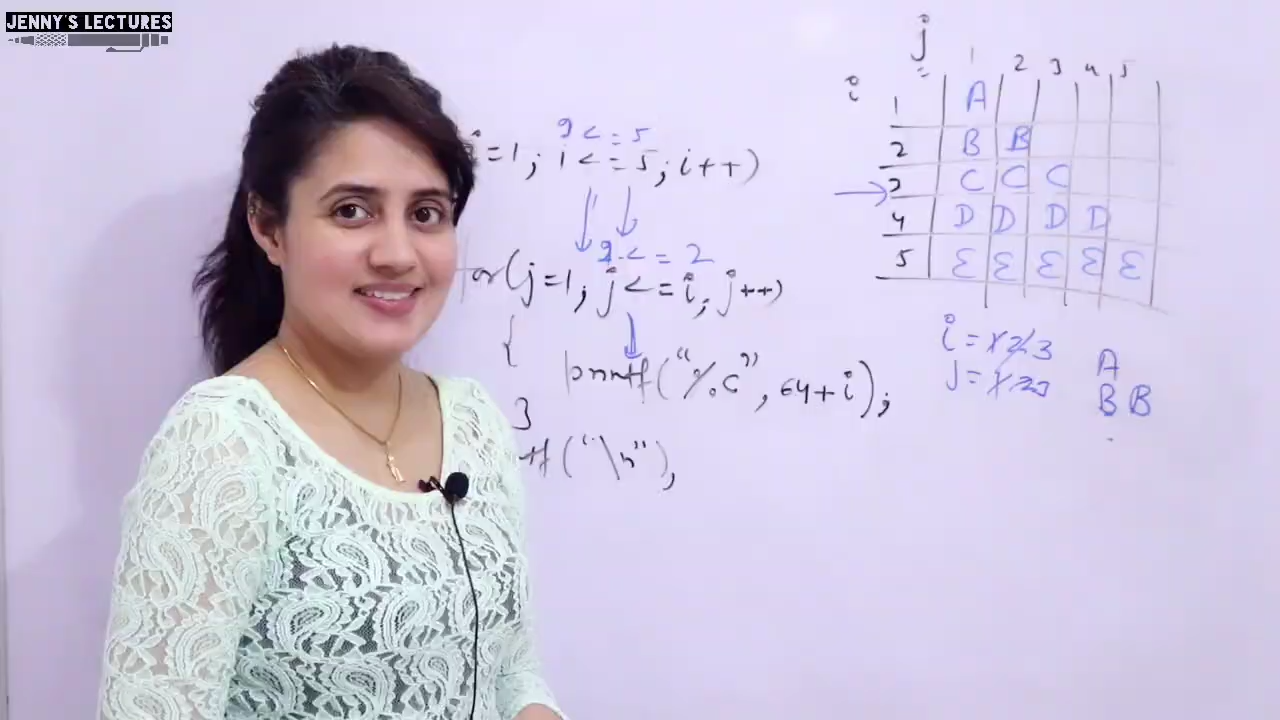 JENNY'S LECTURES
i<=5
i=1; i<=5; i++)
j<=2
for(j=1; j<=i; j++)
{
printf("%c", 64+i);
}
tf("\n");
j
1 2 3 4 5
i
1 A
2 B B
3 C C C
4 D D D D
5 E E E E E
i = 1 2 3
j = 1 2 3
A
B B